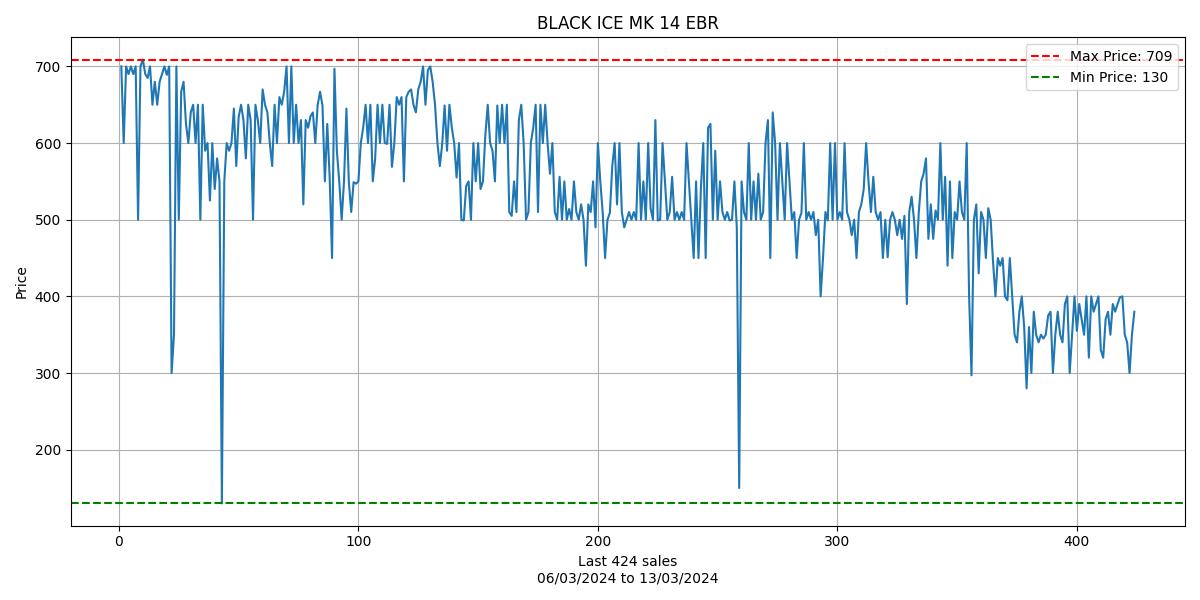 BLACK ICE MK 14 EBR
Max Price: 709
Min Price: 130
Price
700
600
500
400
300
200
0 100 200 300 400
Last 424 sales
06/03/2024 to 13/03/2024